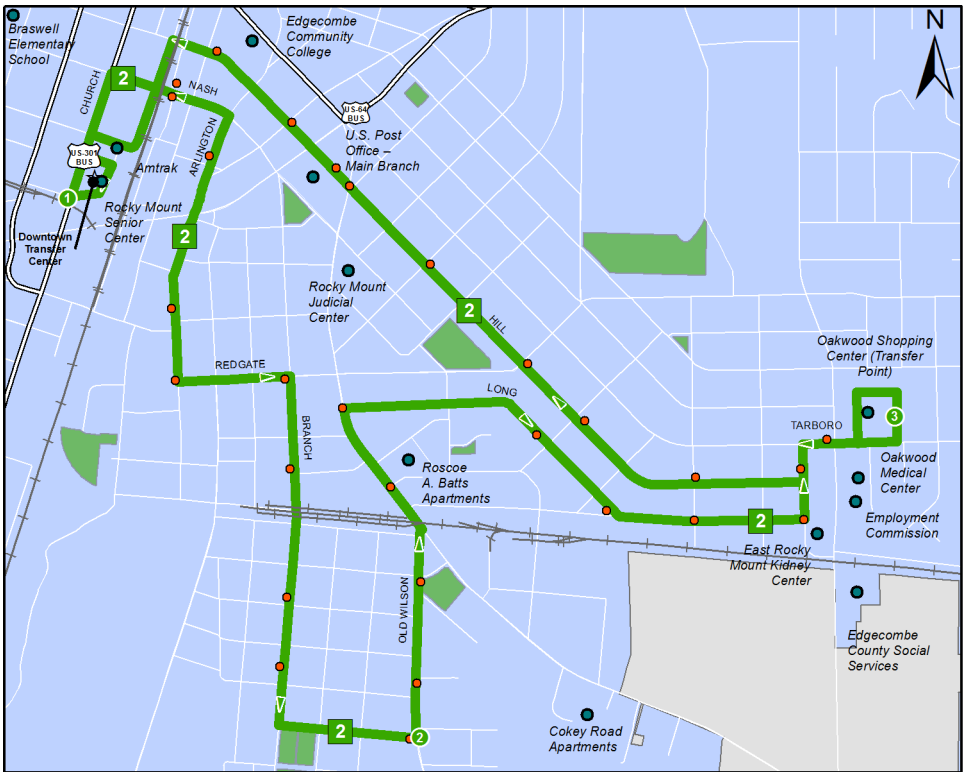 Braswell
Elementary
School
Edgecombe
Community
College
N
2
CHURCH
NASH
US-64
BUS
U.S. Post
Office –
Main Branch
US-301
BUS
Amtrak
ARLINGTON
1
Rocky Mount
Senior
Center
Downtown
Transfer
Center
2
Rocky Mount
Judicial
Center
2
HILL
Oakwood Shopping
Center (Transfer
Point)
REDGATE
LONG
3
TARBORO
BRANCH
Roscoe
A. Batts
Apartments
Oakwood
Medical
Center
Employment
Commission
2
East Rocky
Mount Kidney
Center
OLD WILSON
Edgecombe
County Social
Services
2
2
Cokey Road
Apartments